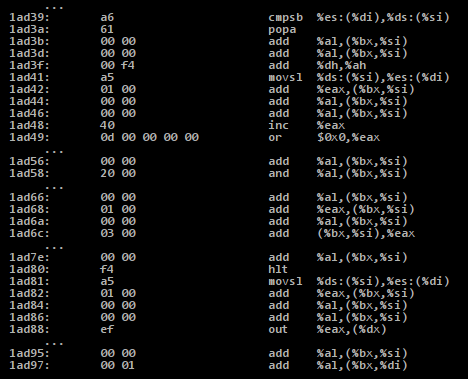 ...
1ad39: a6 cmpsb %es:(%di),%ds:(%si)
1ad3a: 61 popa
1ad3b: 00 00 add %al,(%bx,%si)
1ad3d: 00 00 add %al,(%bx,%si)
1ad3f: 00 f4 add %dh,%ah
1ad41: a5 movsl %ds:(%si),%es:(%di)
1ad42: 01 00 add %eax,(%bx,%si)
1ad44: 00 00 add %al,(%bx,%si)
1ad46: 00 00 add %al,(%bx,%si)
1ad48: 40 inc %eax
1ad49: 0d 00 00 00 00 or $0x0,%eax
...
1ad56: 00 00 add %al,(%bx,%si)
1ad58: 20 00 and %al,(%bx,%si)
...
1ad66: 00 00 add %al,(%bx,%si)
1ad68: 01 00 add %eax,(%bx,%si)
1ad6a: 00 00 add %al,(%bx,%si)
1ad6c: 03 00 add (%bx,%si),%eax
...
1ad7e: 00 00 add %al,(%bx,%si)
1ad80: f4 hlt
1ad81: a5 movsl %ds:(%si),%es:(%di)
1ad82: 01 00 add %eax,(%bx,%si)
1ad84: 00 00 add %al,(%bx,%si)
1ad86: 00 00 add %al,(%bx,%si)
1ad88: ef out %eax,(%dx)
...
1ad95: 00 00 add %al,(%bx,%si)
1ad97: 00 01 add %al,(%bx,%di)